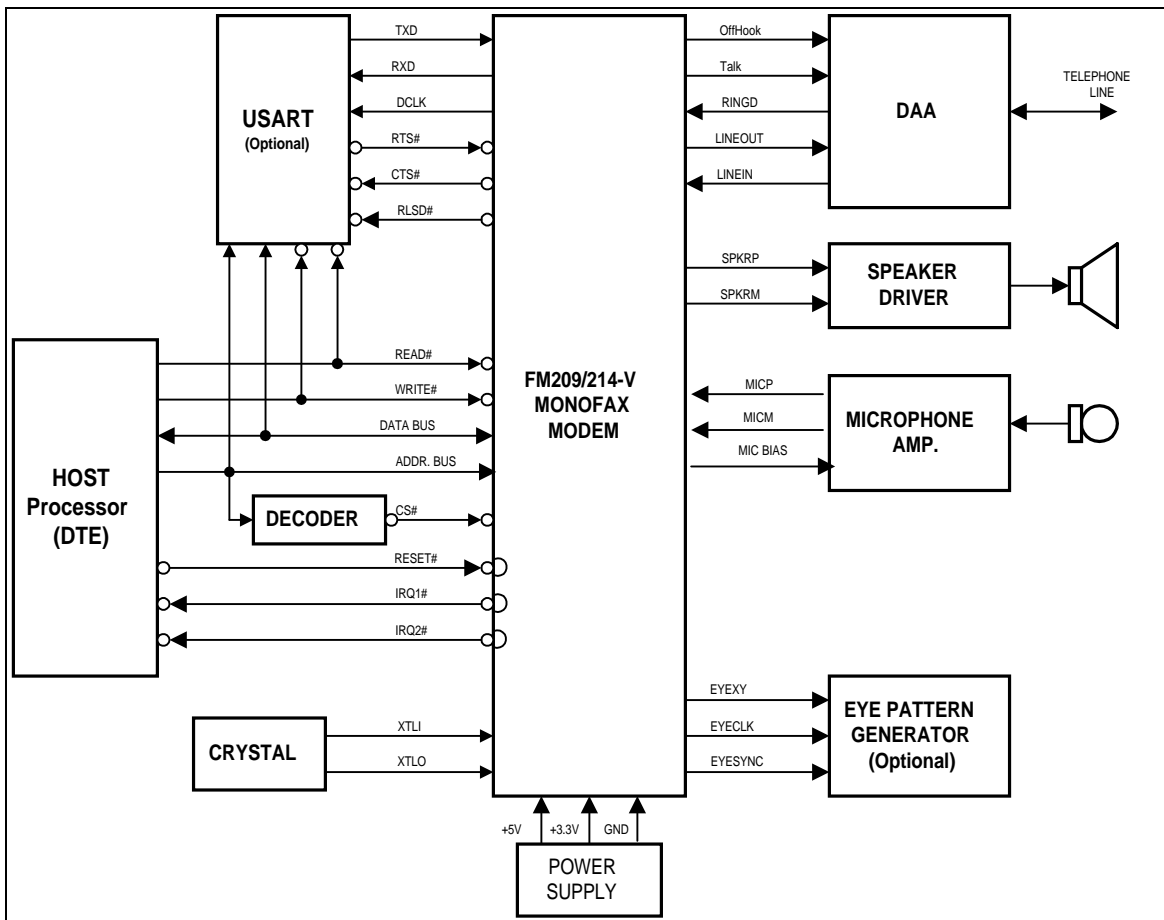 TXD
RXD
DCLK
RTS#
CTS#
RLSD#
USART
(Optional)
OffHook
Talk
RINGD
LINEOUT
LINEIN
DAA
TELEPHONE
LINE
SPKRP
SPKRM
SPEAKER
DRIVER
READ#
WRITE#
DATA BUS
ADDR. BUS
HOST
Processor
(DTE)
DECODER
CS#
RESET#
IRQ1#
IRQ2#
FM209/214-V
MONOFAX
MODEM
MICP
MICM
MIC BIAS
MICROPHONE
AMP.
CRYSTAL
XTLI
XTLO
EYEXY
EYECLK
EYESYNC
EYE PATTERN
GENERATOR
(Optional)
+5V
+3.3V
GND
POWER
SUPPLY